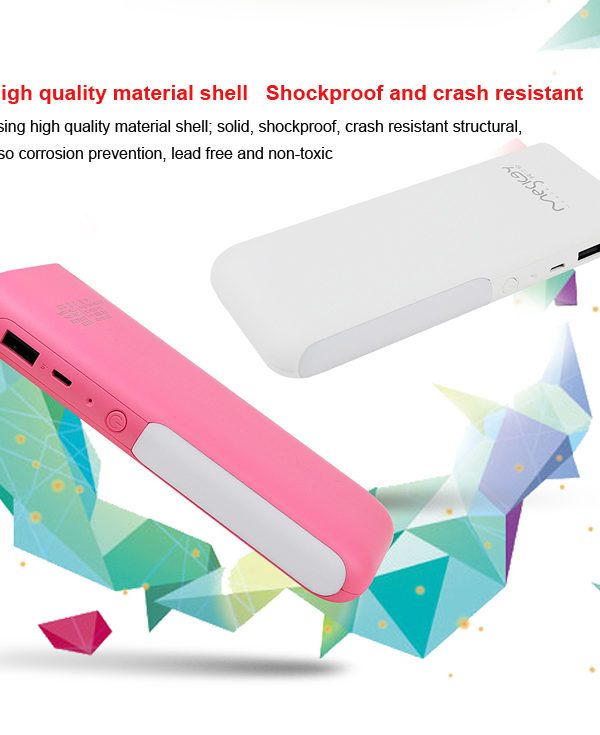 igh quality material shell Shockproof and crash resistant
sing high quality material shell; solid, shockproof, crash resistant structural,
so corrosion prevention, lead free and non-toxic